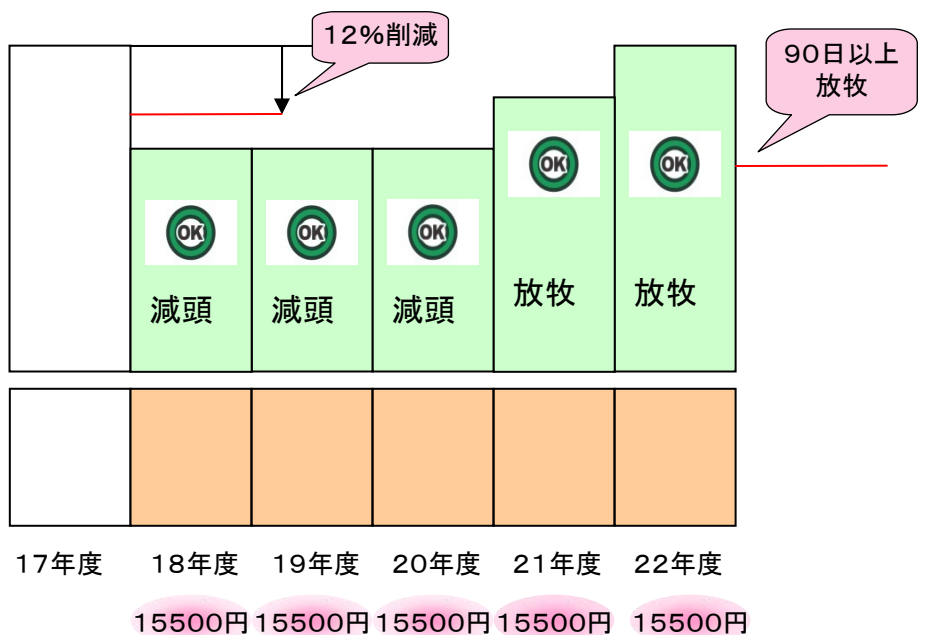 12%削減
90日以上
放牧
OK OK OK OK OK
減頭 減頭 減頭 放牧 放牧
17年度 18年度 19年度 20年度 21年度 22年度
15500円 15500円 15500円 15500円 15500円